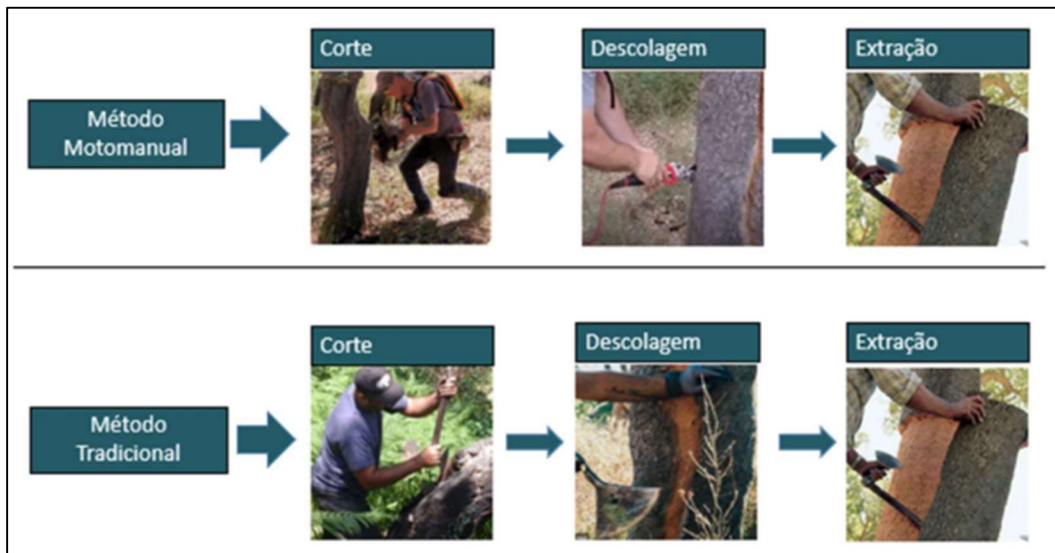 Método
Motomanual
Corte
Descolagem
Extração
Método
Tradicional
Corte
Descolagem
Extração